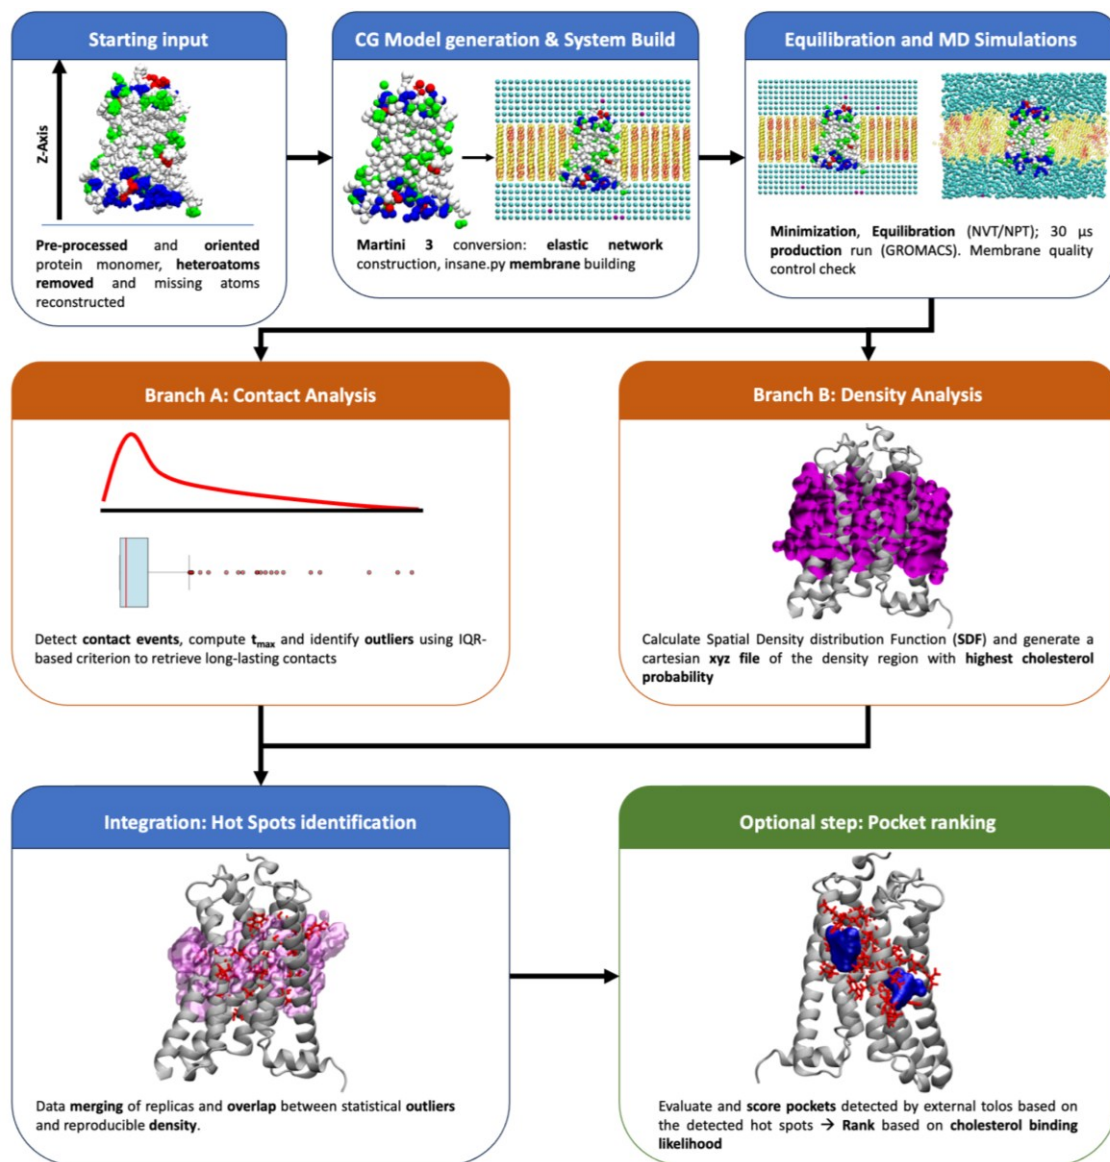 Starting input
Z-Axis
Pre-processed and oriented
protein monomer, heteroatoms
removed and missing atoms
reconstructed
CG Model generation & System Build
Martini 3 conversion: elastic network
construction, insane.py membrane building
Equilibration and MD Simulations
Minimization, Equilibration (NVT/NPT); 30 µs
production run (GROMACS). Membrane quality
control check
Branch A: Contact Analysis
Detect contact events, compute tmax and identify outliers using IQR-
based criterion to retrieve long-lasting contacts
Branch B: Density Analysis
Calculate Spatial Density distribution Function (SDF) and generate a
cartesian xyz file of the density region with highest cholesterol
probability
Integration: Hot Spots identification
Data merging of replicas and overlap between statistical outliers
and reproducible density.
Optional step: Pocket ranking
Evaluate and score pockets detected by external tolos based on
the detected hot spots → Rank based on cholesterol binding
likelihood